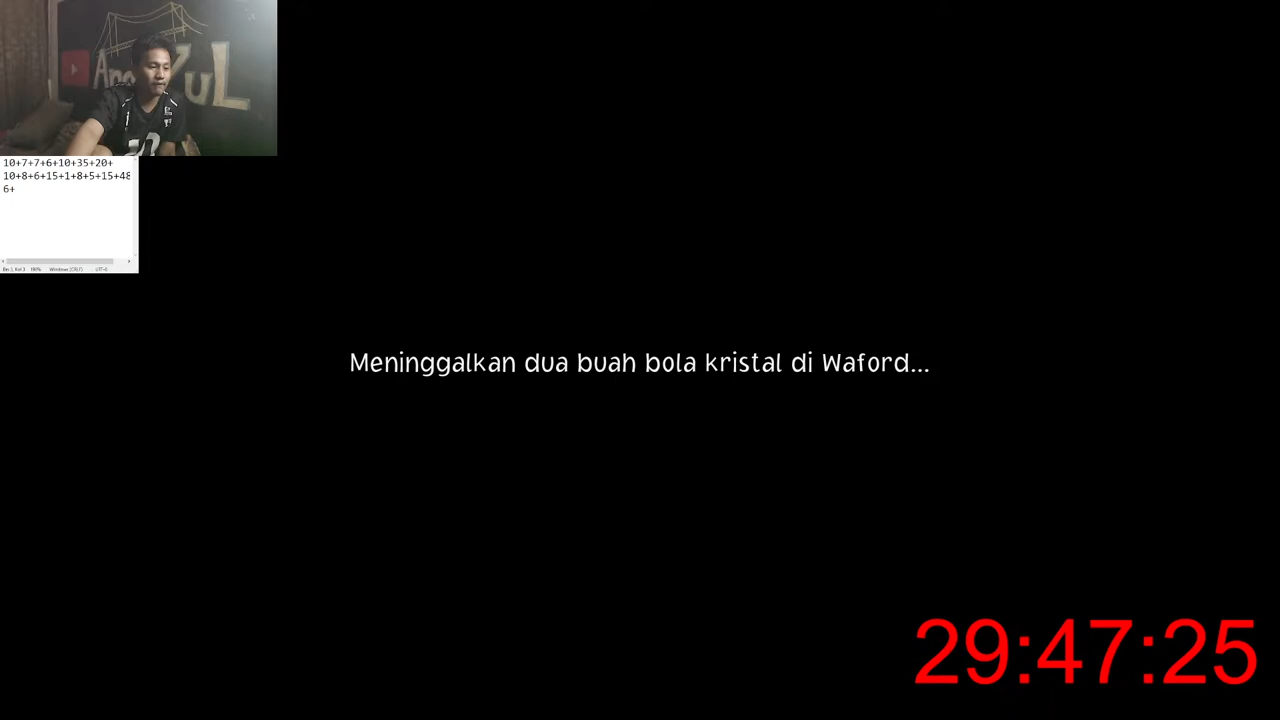 ZuL
10+7+7+6+10+35+20+
10+8+6+15+1+8+5+15+48
6+
Meninggalkan dua buah bola kristal di Waford...
29:47:25